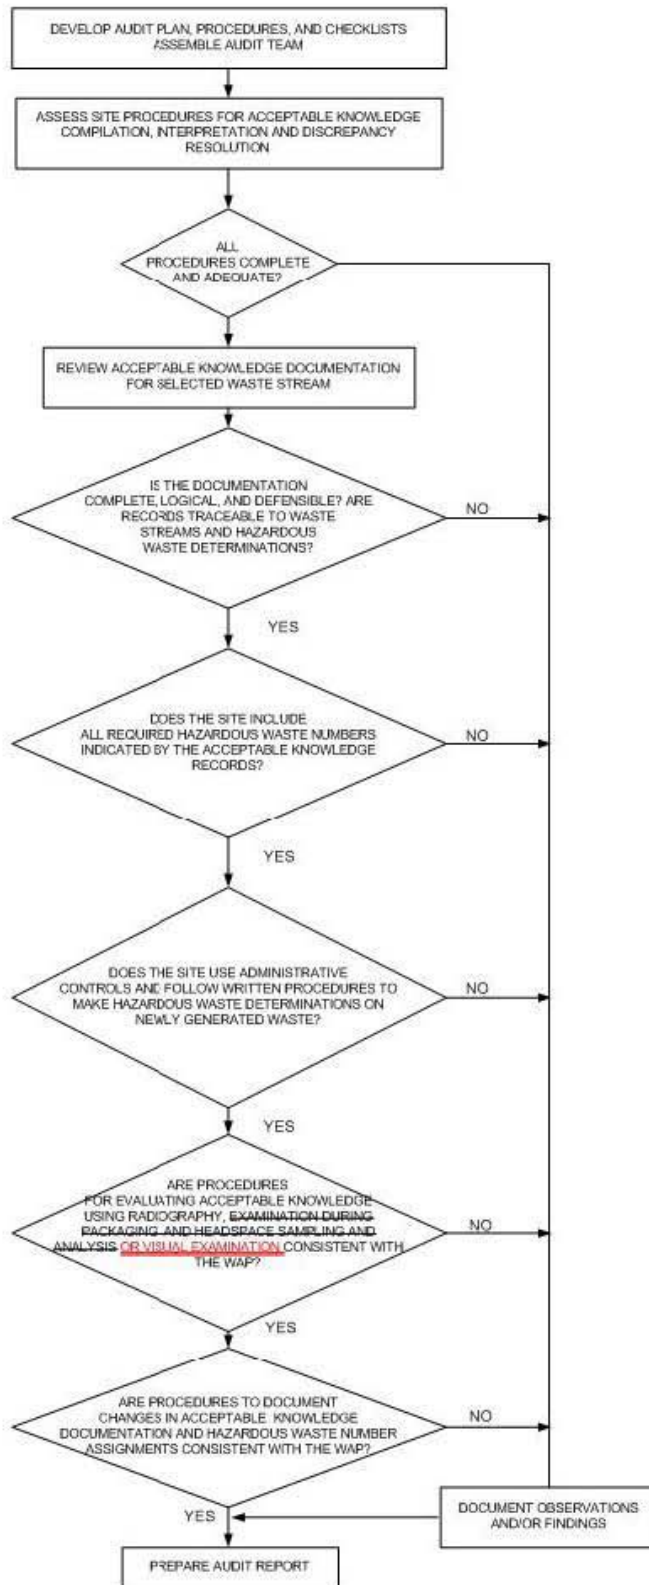 DEVELOP AUDIT PLAN, PROCEDURES, AND CHECKLISTS
ASSEMBLE AUDIT TEAM
ASSESS SITE PROCEDURES FOR ACCEPTABLE KNOWLEDGE
COMPILATION, INTERPRETATION AND DISCREPANCY
RESOLUTION
ALL
PROCEDURES COMPLETE
AND ADEQUATE?
REVIEW ACCEPTABLE KNOWLEDGE DOCUMENTATION
FOR SELECTED WASTE STREAM
IS THE DOCUMENTATION
COMPLETE, LOGICAL, AND DEFENSIBLE? ARE
RECORDS TRACEABLE TO WASTE
STREAMS AND HAZARDOUS
WASTE DETERMINATIONS?
NO
YES
DOES THE SITE INCLUDE
ALL REQUIRED HAZARDOUS WASTE NUMBERS
INDICATED BY THE ACCEPTABLE KNOWLEDGE
RECORDS?
NO
YES
DOES THE SITE USE ADMINISTRATIVE
CONTROLS AND FOLLOW WRITTEN PROCEDURES TO
MAKE HAZARDOUS WASTE DETERMINATIONS ON
NEWLY GENERATED WASTE?
NO
YES
ARE PROCEDURES
FOR EVALUATING ACCEPTABLE KNOWLEDGE
USING RADIOGRAPHY, EXAMINATION DURING
PACKAGING AND HEADSPACE SAMPLING AND
ANALYSIS OR VISUAL EXAMINATION CONSISTENT WITH
THE WAP?
NO
YES
ARE PROCEDURES TO DOCUMENT
CHANGES IN ACCEPTABLE KNOWLEDGE
DOCUMENTATION AND HAZARDOUS WASTE NUMBER
ASSIGNMENTS CONSISTENT WITH THE WAP?
NO
YES
DOCUMENT OBSERVATIONS
AND/OR FINDINGS
PREPARE AUDIT REPORT